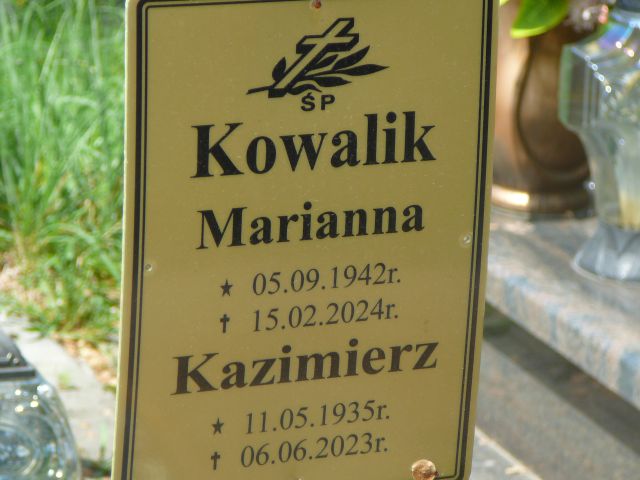 ŚP
Kowalik
Marianna
★ 05.09.1942r.
✝ 15.02.2024r.
Kazimierz
★ 11.05.1935r.
✝ 06.06.2023r.